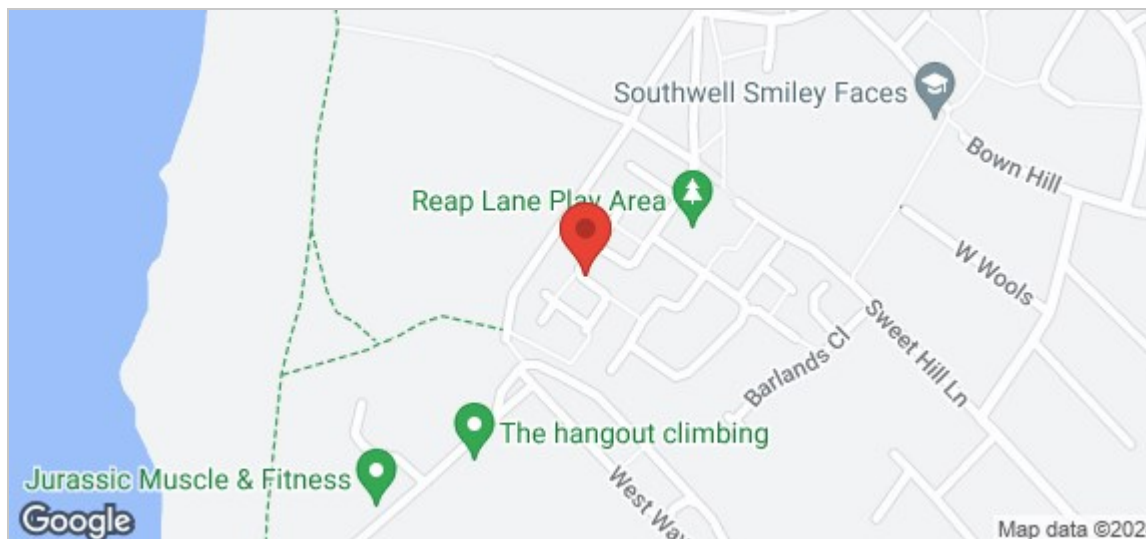 Southwell Smiley Faces
Bown Hill
Reap Lane Play Area
W Wools
Sweet Hill Ln
Barlands Cl
The hangout climbing
Jurassic Muscle & Fitness
West Way
Google
Map data ©202